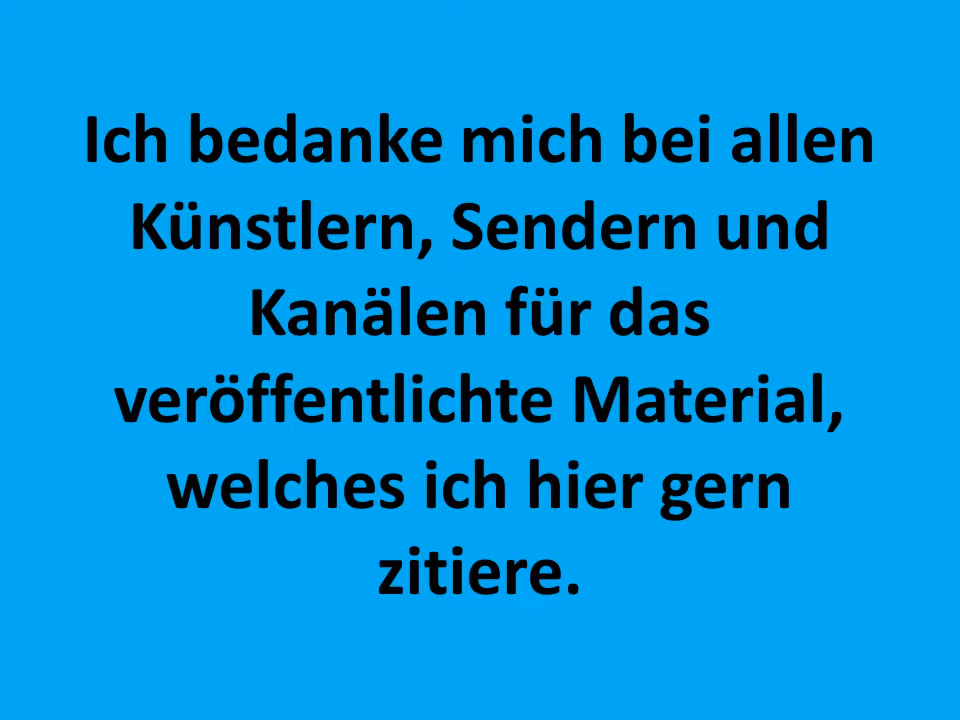 Ich bedanke mich bei allen
Künstlern, Sendern und
Kanälen für das
veröffentlichte Material,
welches ich hier gern
zitiere.